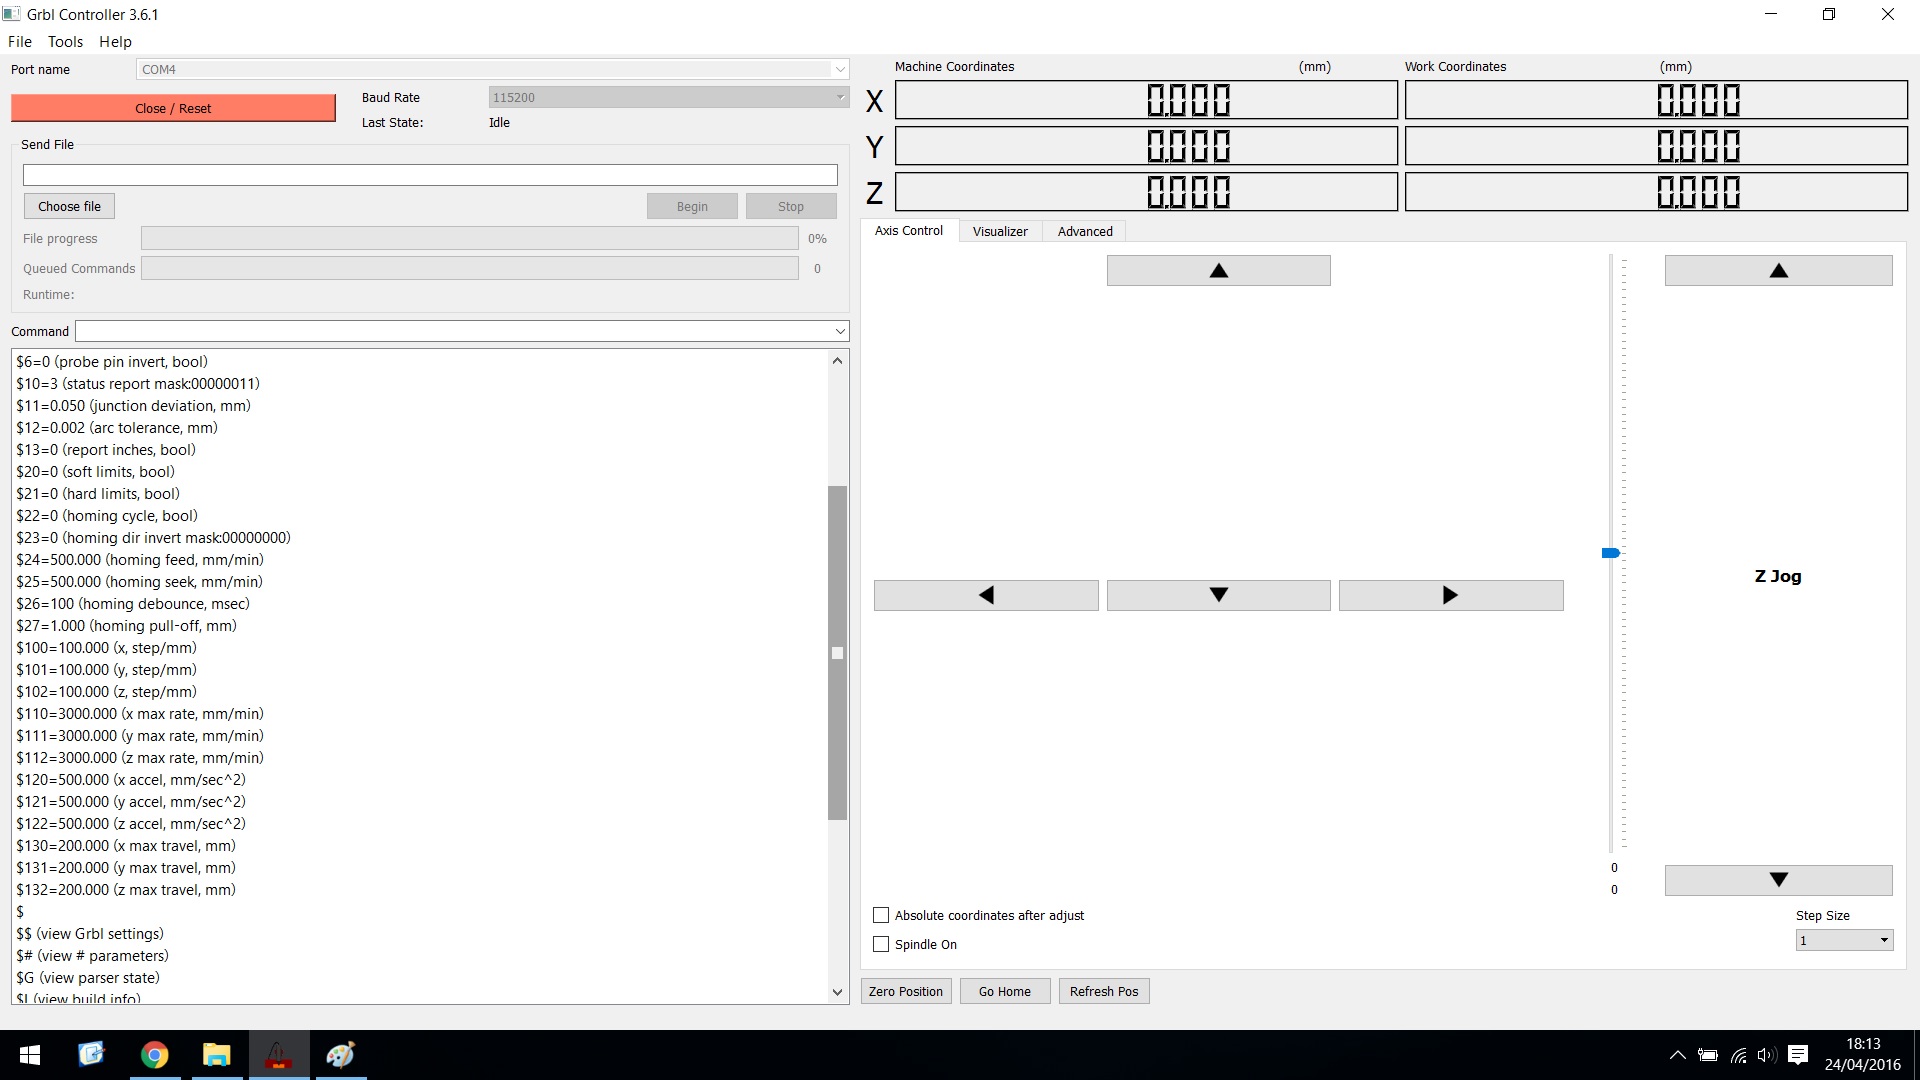 Grbl Controller 3.6.1
File Tools Help
Port name COM4
Close / Reset
Baud Rate 115200
Last State: Idle
Send File
Choose file Begin Stop
File progress 0%
Queued Commands 0
Runtime:
Command
$6=0 (probe pin invert, bool)
$10=3 (status report mask:00000011)
$11=0.050 (junction deviation, mm)
$12=0.002 (arc tolerance, mm)
$13=0 (report inches, bool)
$20=0 (soft limits, bool)
$21=0 (hard limits, bool)
$22=0 (homing cycle, bool)
$23=0 (homing dir invert mask:00000000)
$24=500.000 (homing feed, mm/min)
$25=500.000 (homing seek, mm/min)
$26=100 (homing debounce, msec)
$27=1.000 (homing pull-off, mm)
$100=100.000 (x, step/mm)
$101=100.000 (y, step/mm)
$102=100.000 (z, step/mm)
$110=3000.000 (x max rate, mm/min)
$111=3000.000 (y max rate, mm/min)
$112=3000.000 (z max rate, mm/min)
$120=500.000 (x accel, mm/sec^2)
$121=500.000 (y accel, mm/sec^2)
$122=500.000 (z accel, mm/sec^2)
$130=200.000 (x max travel, mm)
$131=200.000 (y max travel, mm)
$132=200.000 (z max travel, mm)
$
$$ (view Grbl settings)
$# (view # parameters)
$G (view parser state)
$I (view build info)
Machine Coordinates (mm) Work Coordinates (mm)
X 0.000 0.000
Y 0.000 0.000
Z 0.000 0.000
Axis Control Visualizer Advanced
Z Jog
0
0
Absolute coordinates after adjust
Spindle On
Step Size
1
Zero Position Go Home Refresh Pos
18:13
24/04/2016